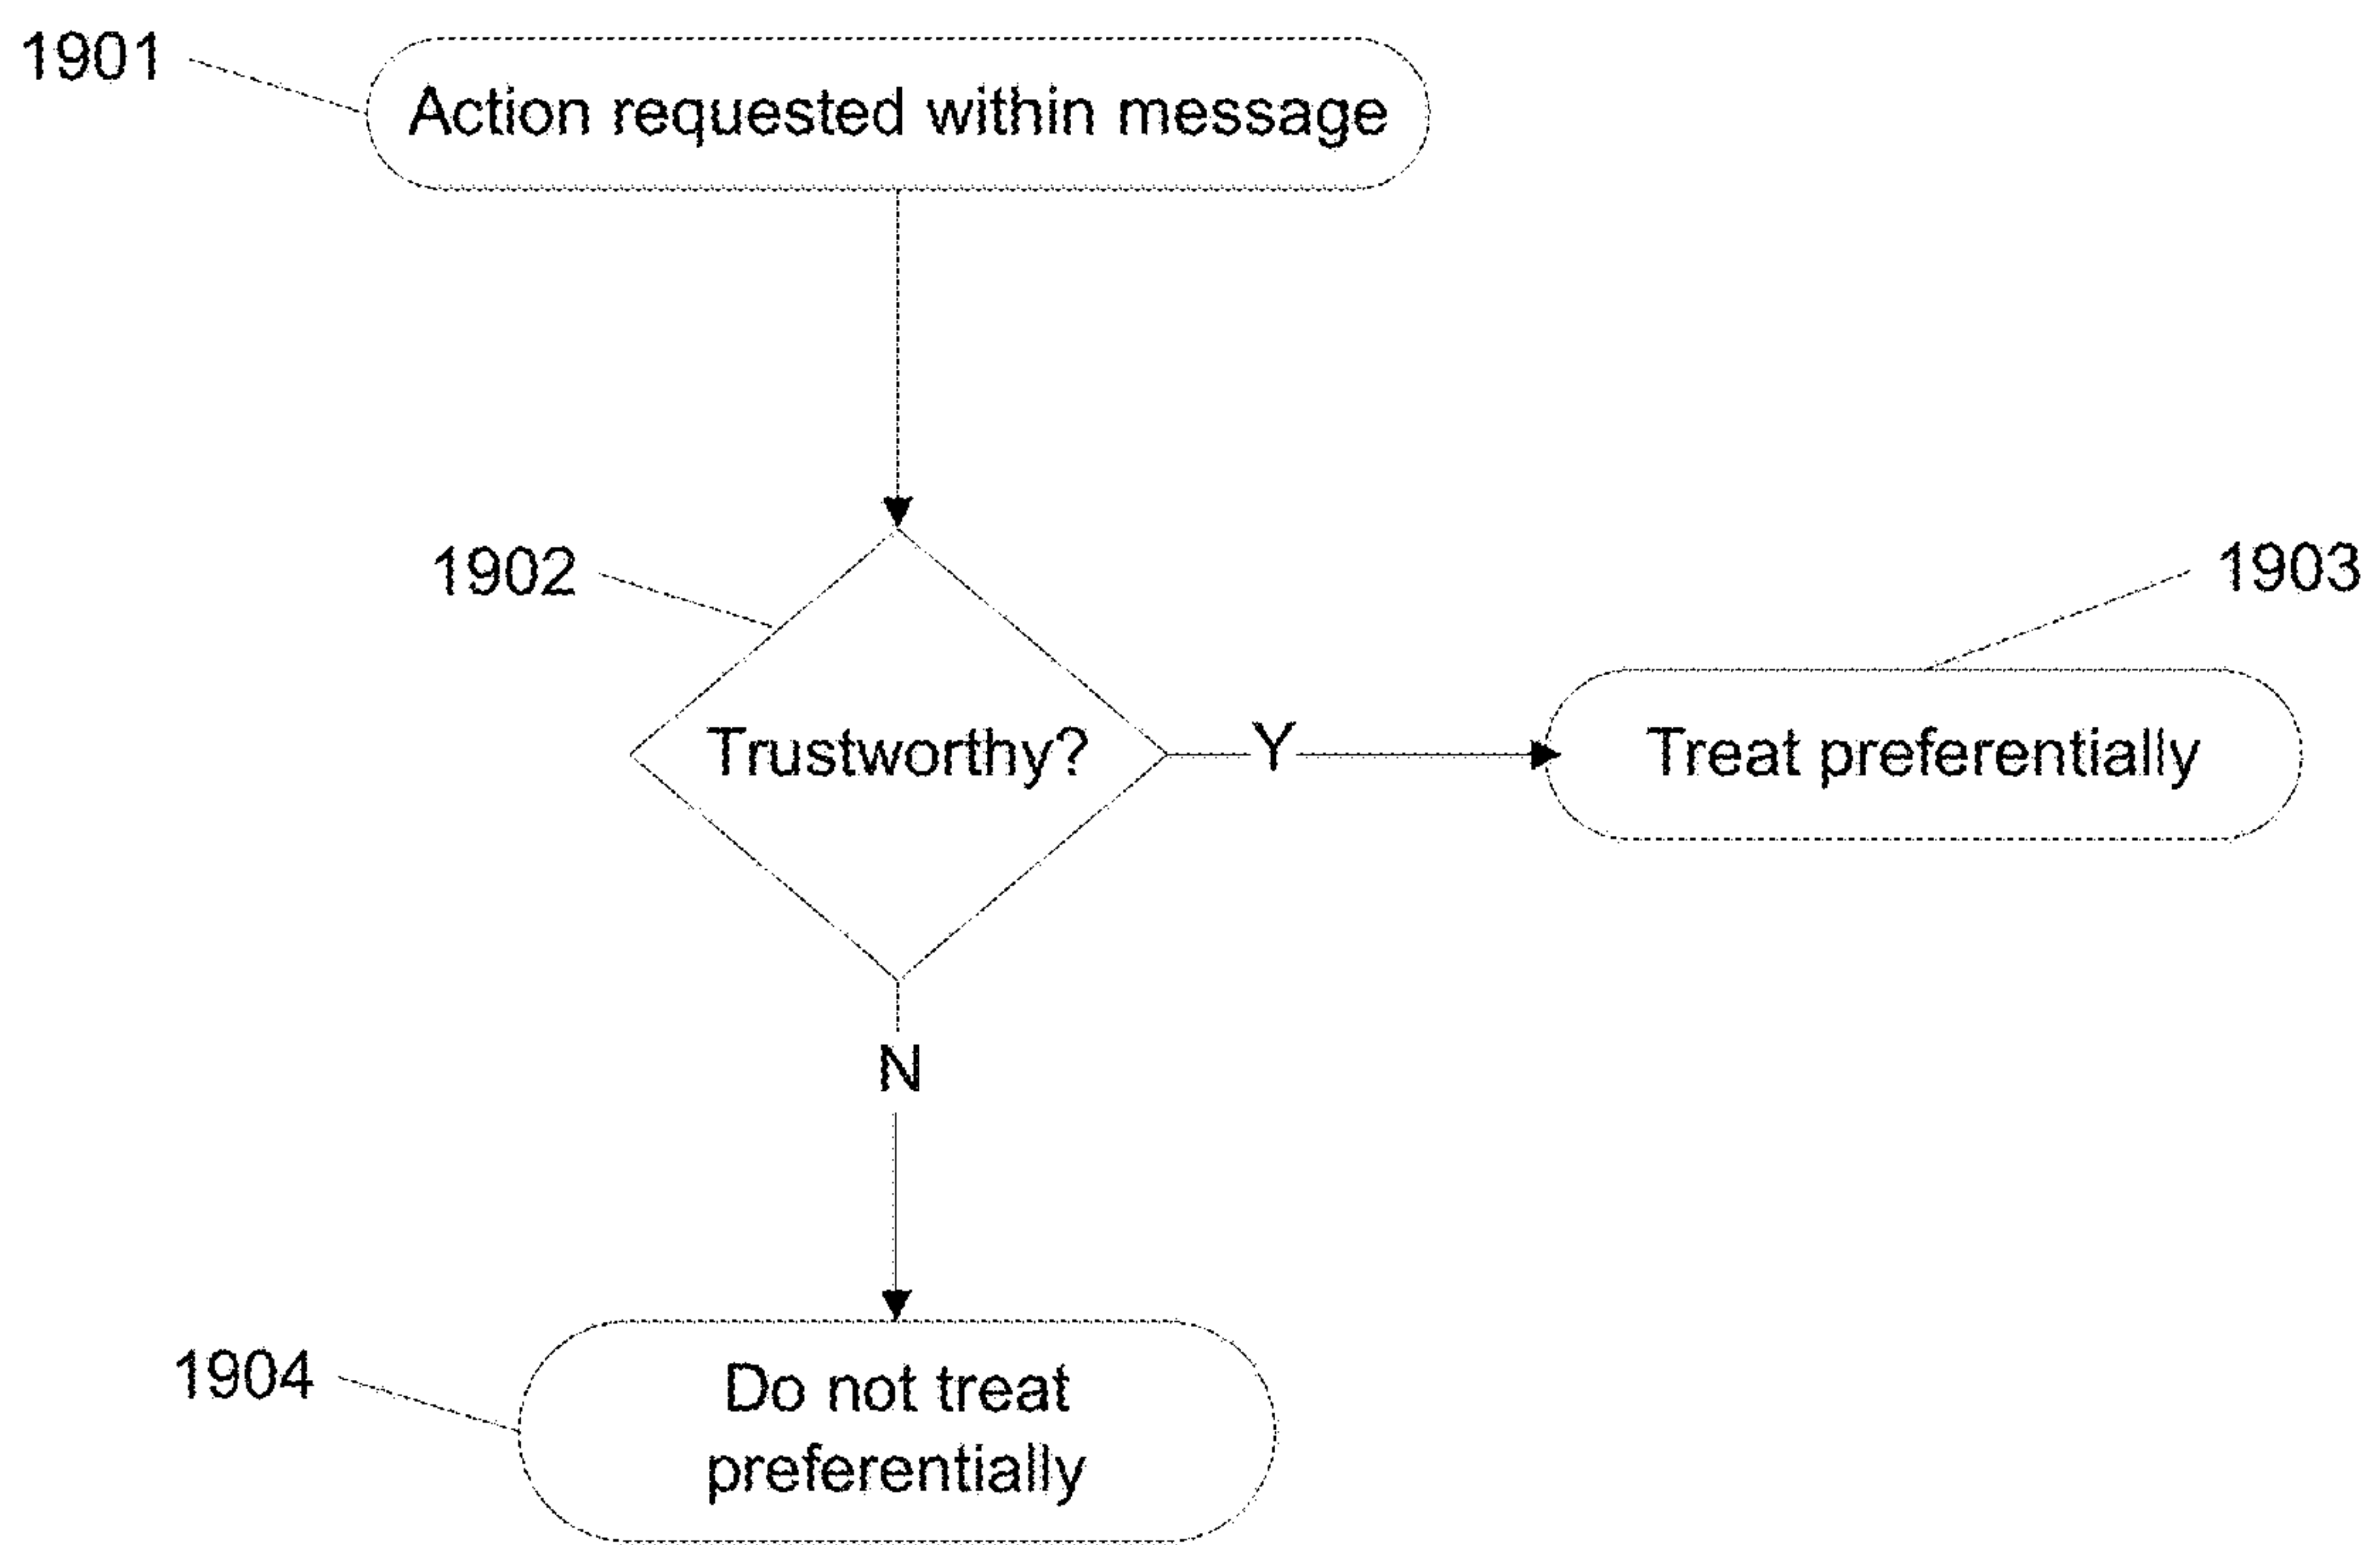 1901
Action requested within message
1902
1903
Trustworthy?
Y
Treat preferentially
N
1904
Do not treat
preferentially